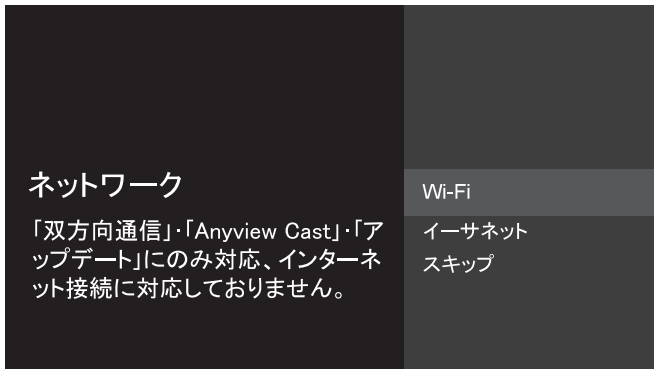 ネットワーク
「双方向通信」・「Anyview Cast」・「ア
ップデート」にのみ対応、インターネ
ット接続に対応しておりません。
Wi-Fi
イーサネット
スキップ